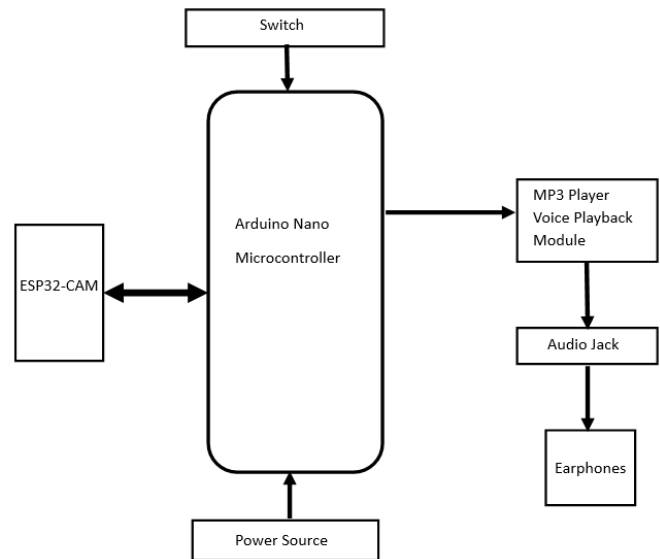 Switch
Arduino Nano
Microcontroller
MP3 Player
Voice Playback
Module
ESP32-CAM
Audio Jack
Earphones
Power Source